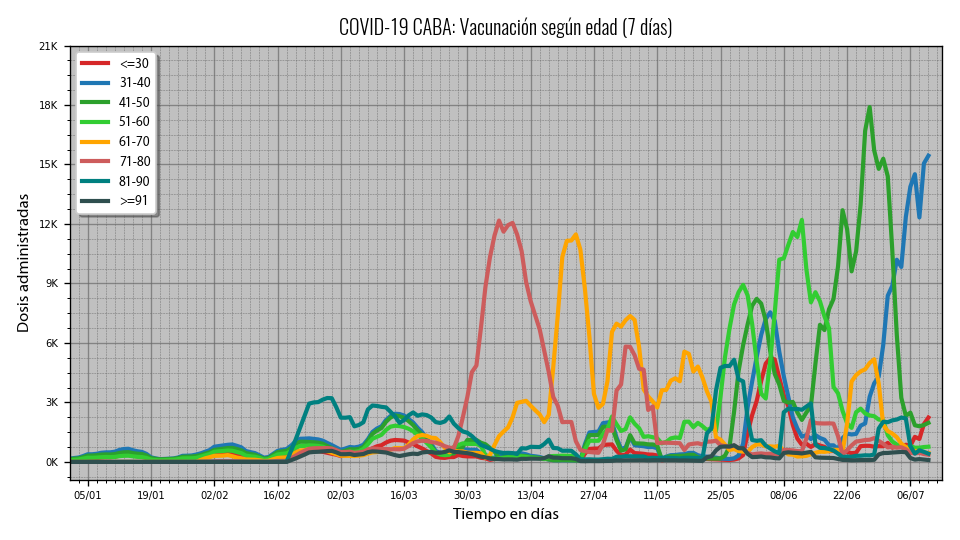 COVID-19 CABA: Vacunación según edad (7 días)
21K
18K
15K
12K
9K
6K
3K
0K
Dosis administradas
<=30
31-40
41-50
51-60
61-70
71-80
81-90
>=91
05/01 19/01 02/02 16/02 02/03 16/03 30/03 13/04 27/04 11/05 25/05 08/06 22/06 06/07
Tiempo en días